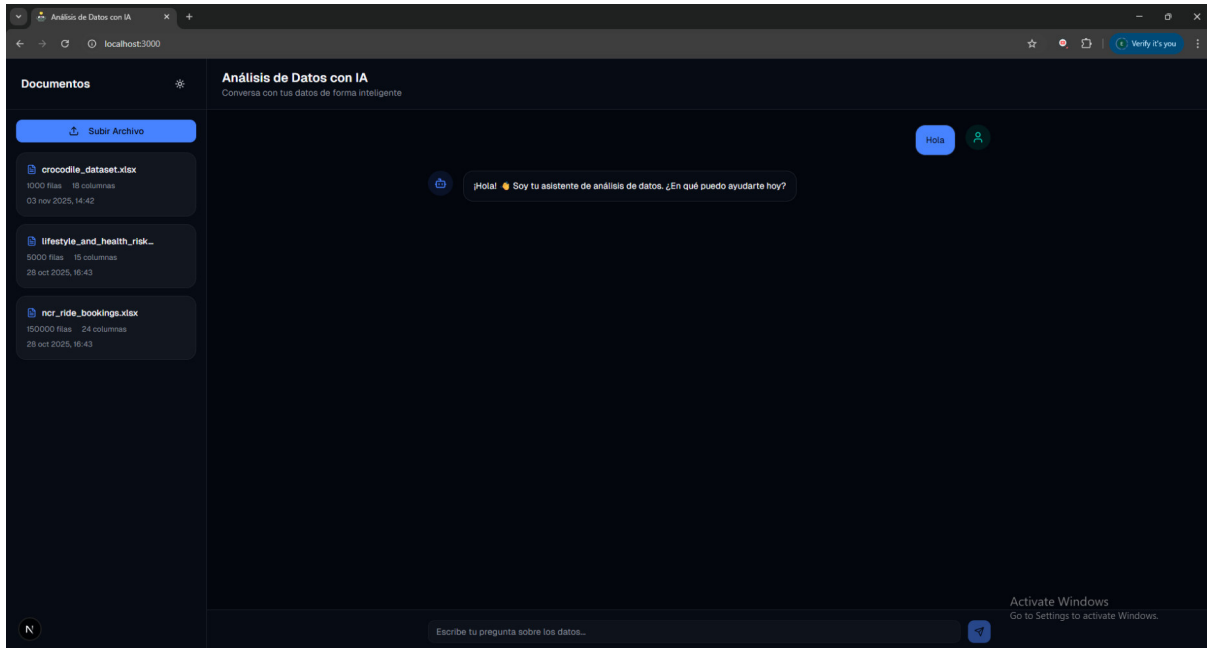 Análisis de Datos con IA
localhost:3000
Verify it's you
Documentos
Subir Archivo
crocodile_dataset.xlsx
1000 filas 18 columnas
03 nov 2025, 14:42
lifestyle_and_health_risk...
5000 filas 15 columnas
28 oct 2025, 16:43
ncr_ride_bookings.xlsx
150000 filas 24 columnas
28 oct 2025, 16:43
N
Análisis de Datos con IA
Conversa con tus datos de forma inteligente
Hola
¡Hola! 👋 Soy tu asistente de análisis de datos. ¿En qué puedo ayudarte hoy?
Escribe tu pregunta sobre los datos...
Activate Windows
Go to Settings to activate Windows.